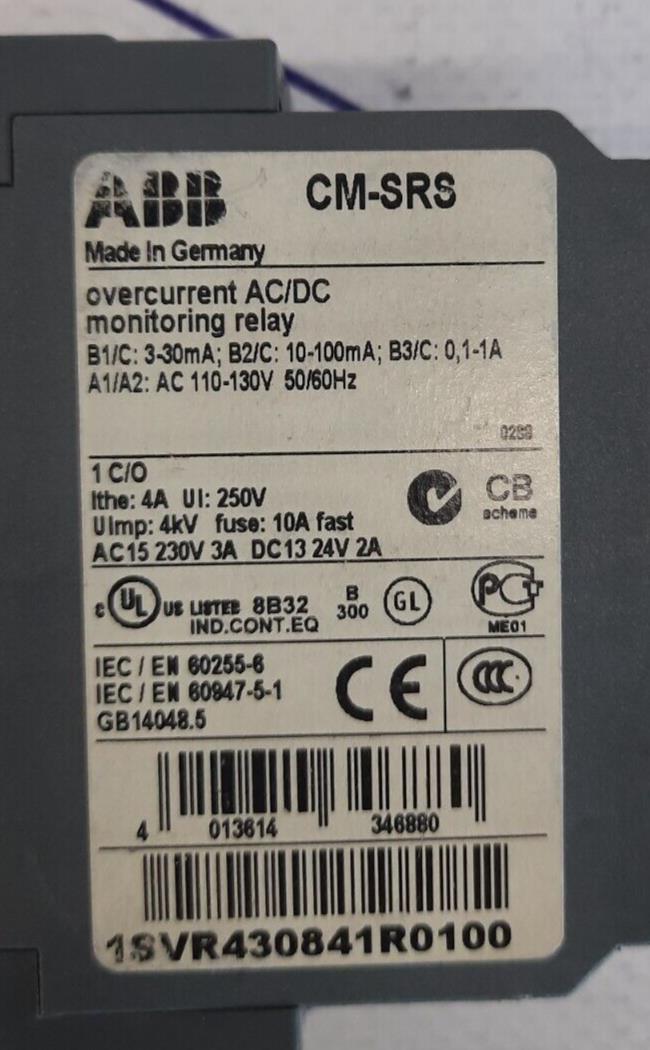 ABB CM-SRS
Made In Germany
overcurrent AC/DC
monitoring relay
B1/C: 3-30mA; B2/C: 10-100mA; B3/C: 0,1-1A
A1/A2: AC 110-130V 50/60Hz
1 C/O
Ithe: 4A UI: 250V
UImp: 4kV fuse: 10A fast
AC15 230V 3A DC13 24V 2A
CB
scheme
c UL US LISTED 8B32
IND.CONT.EQ
B
300
GL
PCT
ME01
IEC / EN 60255-6
IEC / EN 60947-5-1
GB14048.5
CE
CCC
4 013614 346880
1SVR430841R0100